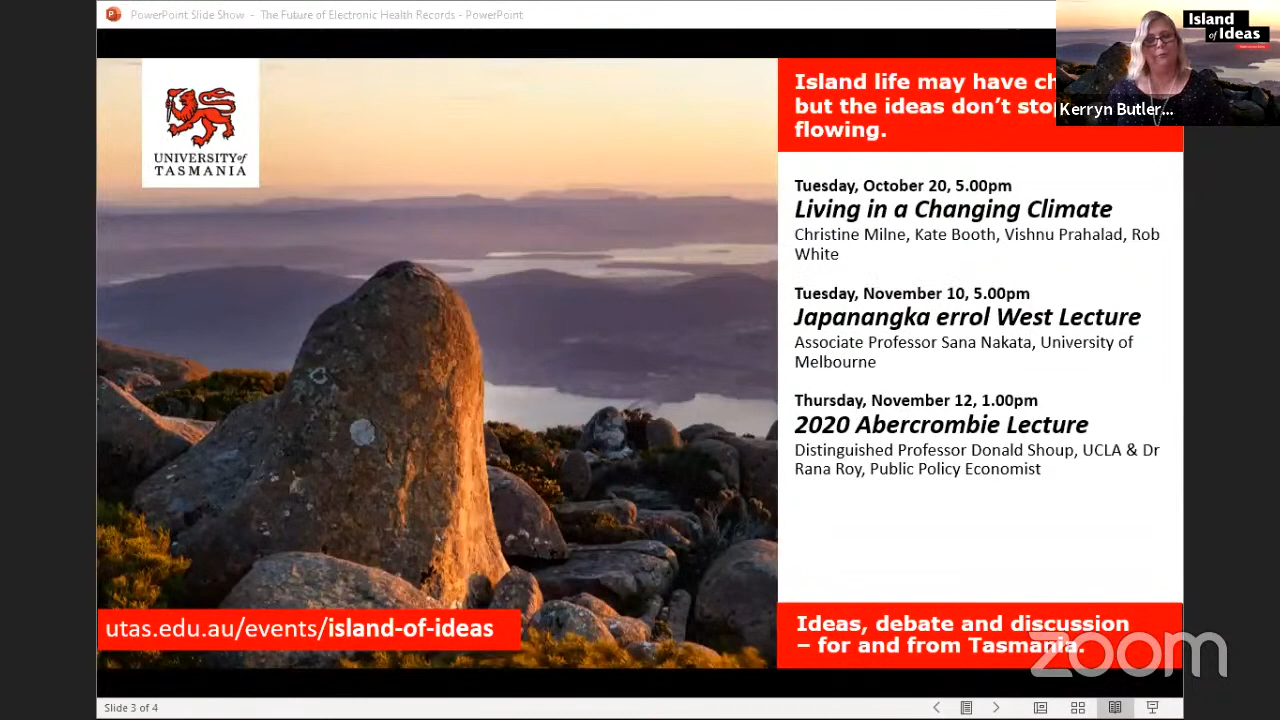 PowerPoint Slide Show - The Future of Electronic Health Records - PowerPoint
Island
of Ideas
Kerryn Butler...
UNIVERSITY of
TASMANIA
Island life may have ch
but the ideas don't stop
flowing.
Tuesday, October 20, 5.00pm
Living in a Changing Climate
Christine Milne, Kate Booth, Vishnu Prahalad, Rob
White
Tuesday, November 10, 5.00pm
Japanangka errol West Lecture
Associate Professor Sana Nakata, University of
Melbourne
Thursday, November 12, 1.00pm
2020 Abercrombie Lecture
Distinguished Professor Donald Shoup, UCLA & Dr
Rana Roy, Public Policy Economist
utas.edu.au/events/island-of-ideas
Ideas, debate and discussion
– for and from Tasmania.
zoom
Slide 3 of 4